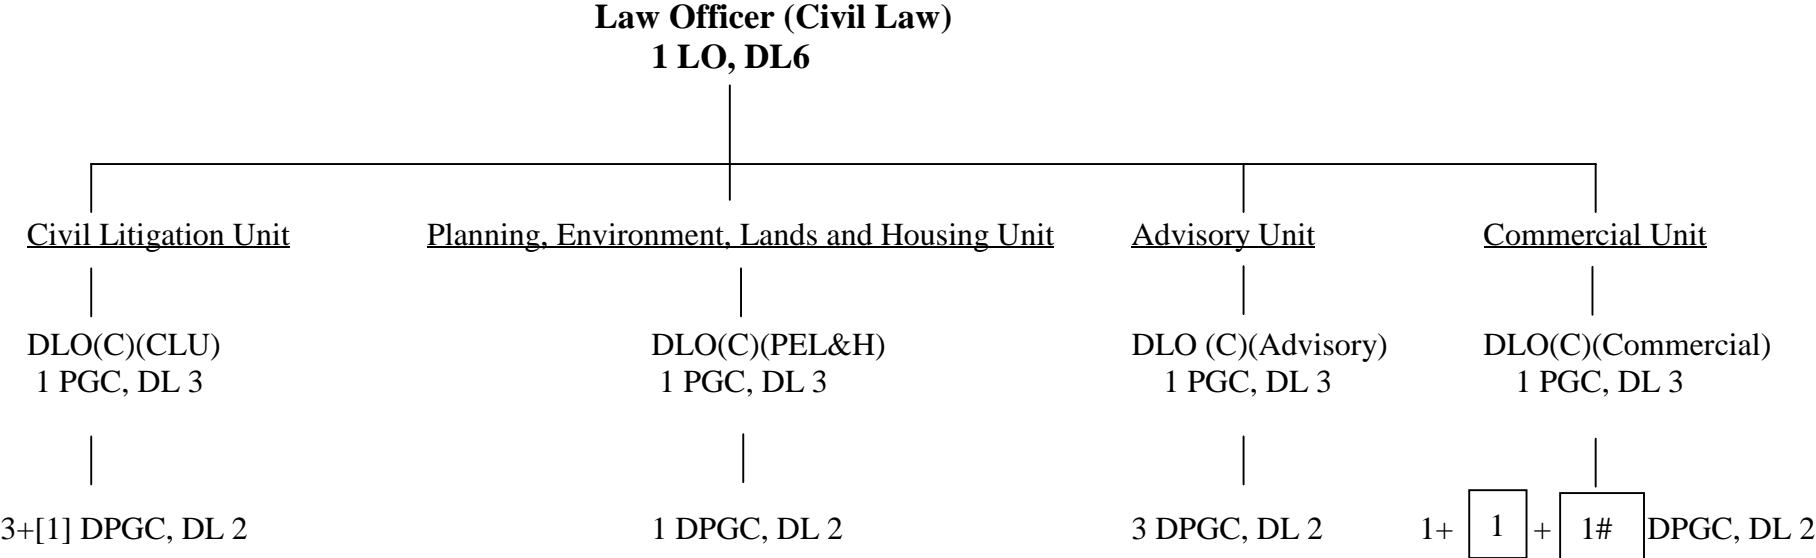 Law Officer (Civil Law)
1 LO, DL6
Civil Litigation Unit
DLO(C)(CLU)
1 PGC, DL 3
3+[1] DPGC, DL 2
Planning, Environment, Lands and Housing Unit
DLO(C)(PEL&H)
1 PGC, DL 3
1 DPGC, DL 2
Advisory Unit
DLO (C)(Advisory)
1 PGC, DL 3
3 DPGC, DL 2
Commercial Unit
DLO(C)(Commercial)
1 PGC, DL 3
1+ 1 + 1# DPGC, DL 2